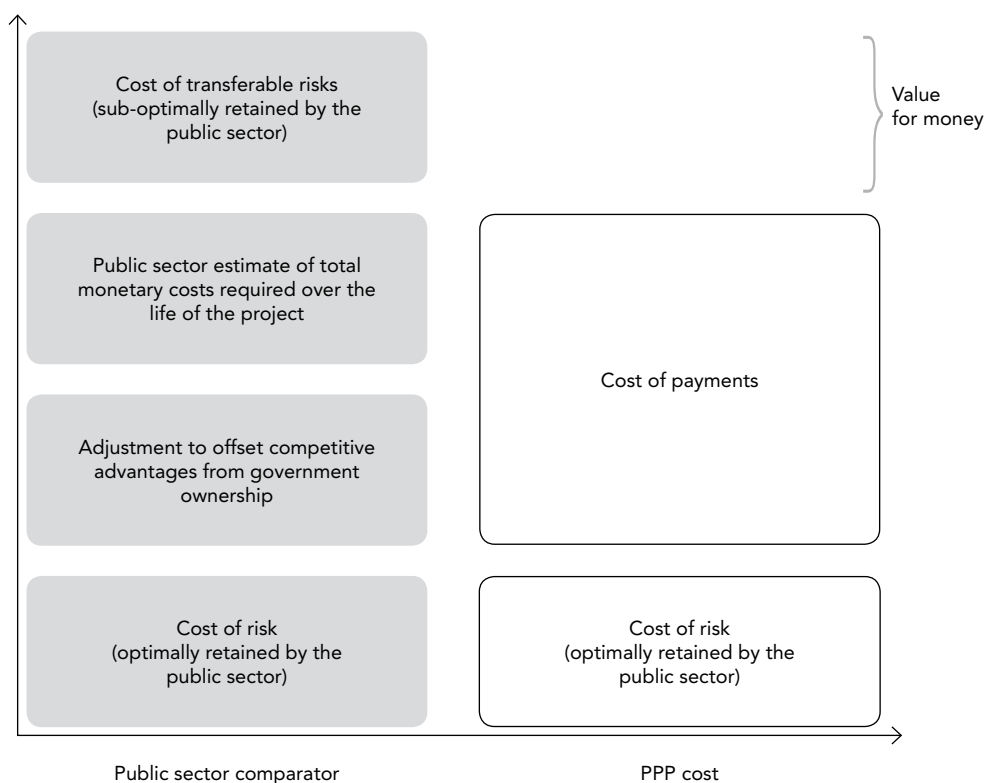 Cost of transferable risks
(sub-optimally retained by the
public sector)
Value
for money
Public sector estimate of total
monetary costs required over the
life of the project
Cost of payments
Adjustment to offset competitive
advantages from government
ownership
Cost of risk
(optimally retained by the
public sector)
Cost of risk
(optimally retained by the
public sector)
Public sector comparator
PPP cost